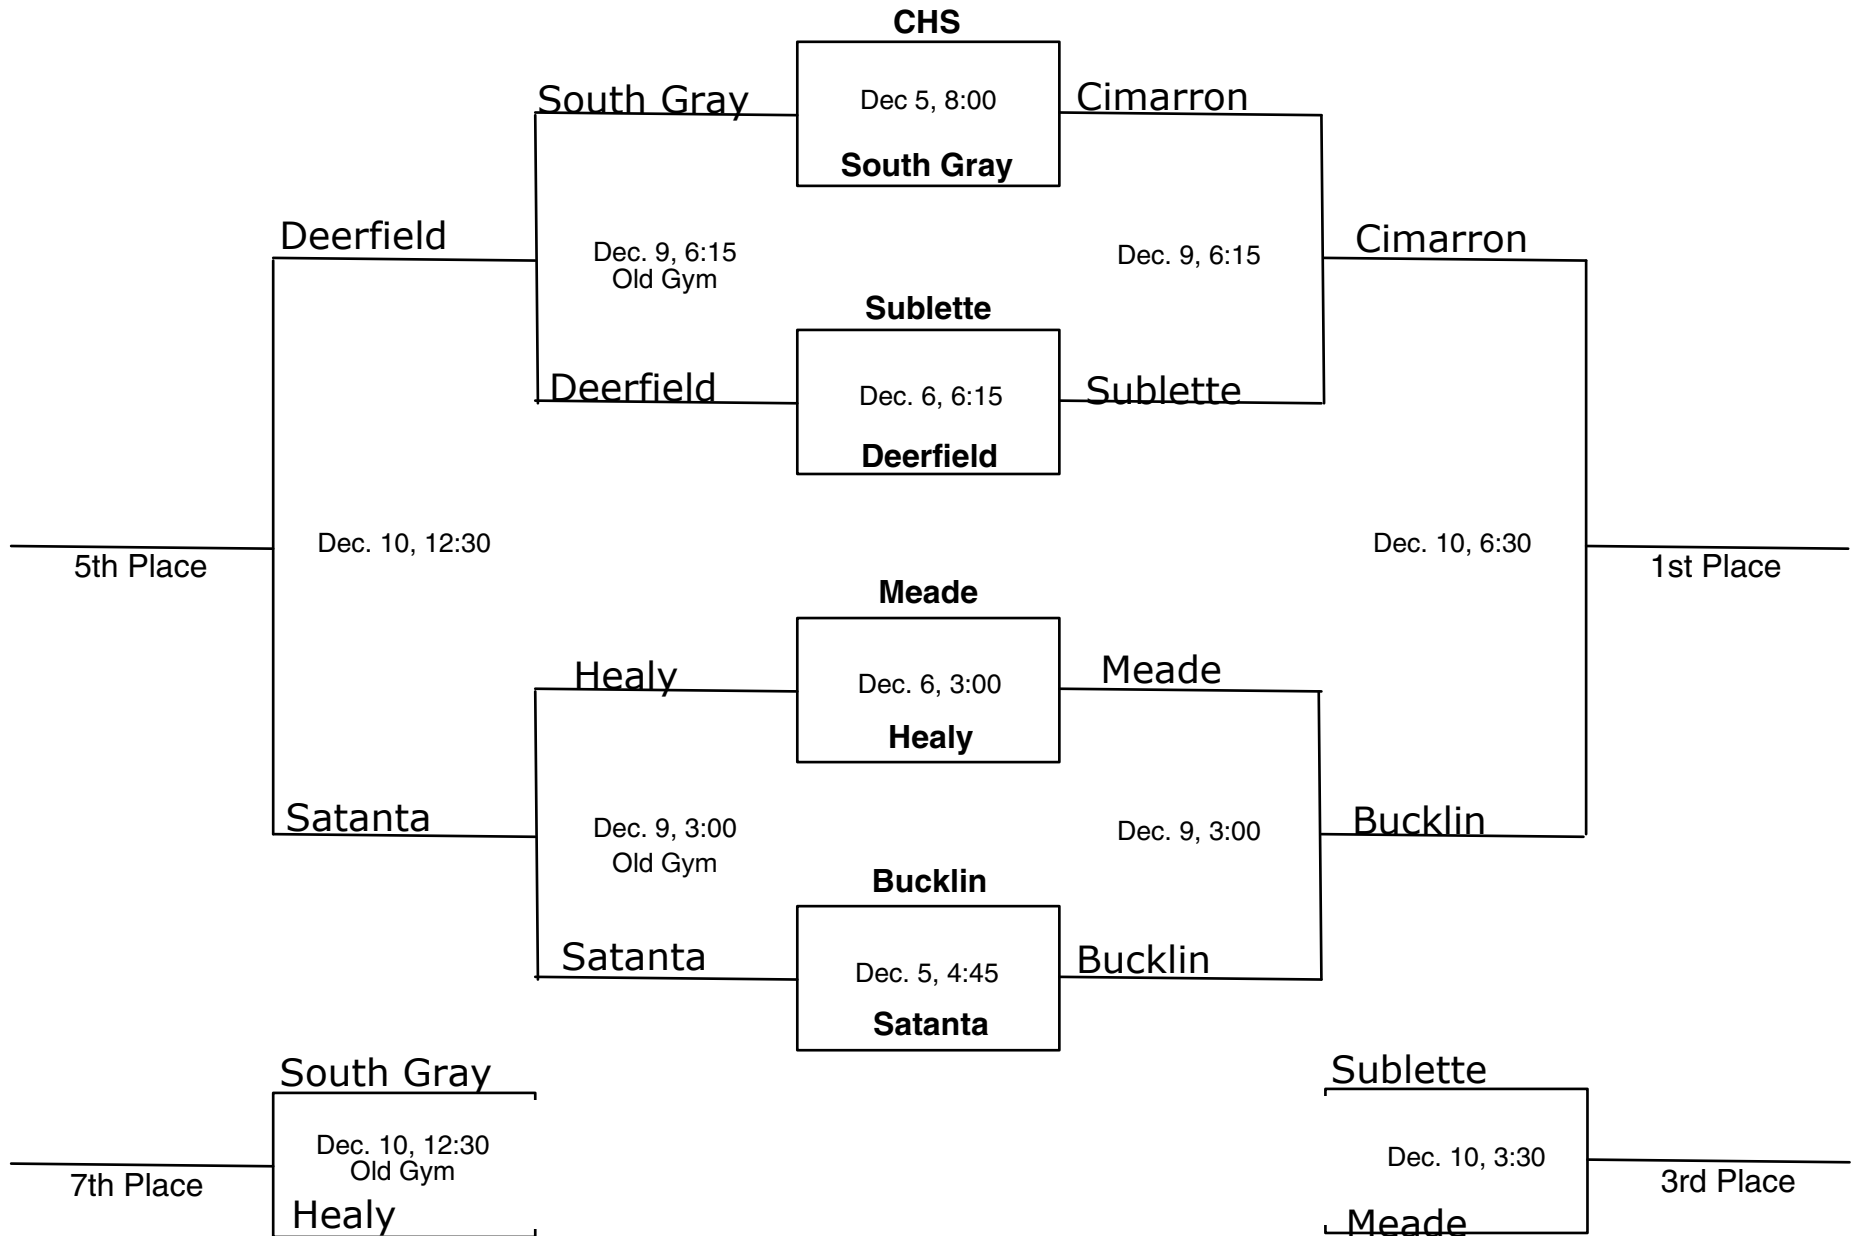 CHS
South Gray
Dec 5, 8:00
Cimarron
South Gray
Deerfield
Dec. 9, 6:15
Old Gym
Dec. 9, 6:15
Cimarron
Sublette
Deerfield
Dec. 6, 6:15
Sublette
Deerfield
Dec. 10, 12:30
Dec. 10, 6:30
5th Place
1st Place
Meade
Healy
Dec. 6, 3:00
Meade
Healy
Satanta
Dec. 9, 3:00
Old Gym
Dec. 9, 3:00
Bucklin
Bucklin
Satanta
Dec. 5, 4:45
Bucklin
Satanta
South Gray
Sublette
Dec. 10, 12:30
Old Gym
Dec. 10, 3:30
7th Place
3rd Place
Healy
Meade